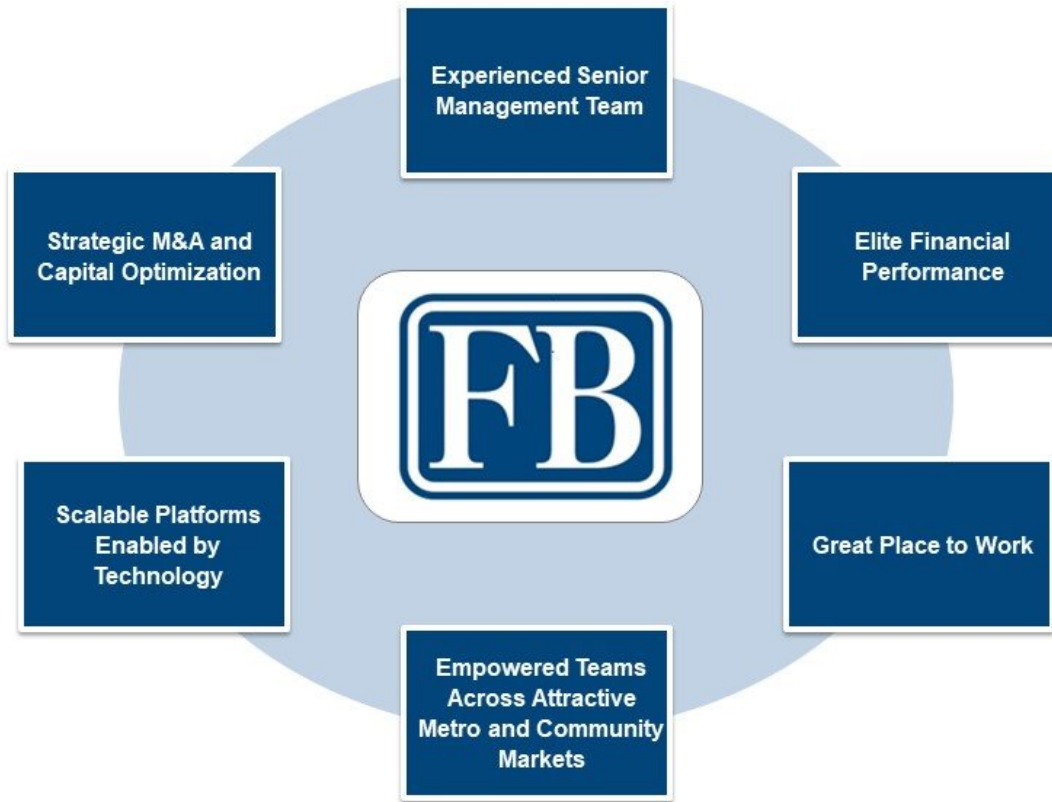 Experienced Senior
Management Team
Strategic M&A and
Capital Optimization
Elite Financial
Performance
FB
Scalable Platforms
Enabled by
Technology
Great Place to Work
Empowered Teams
Across Attractive
Metro and Community
Markets